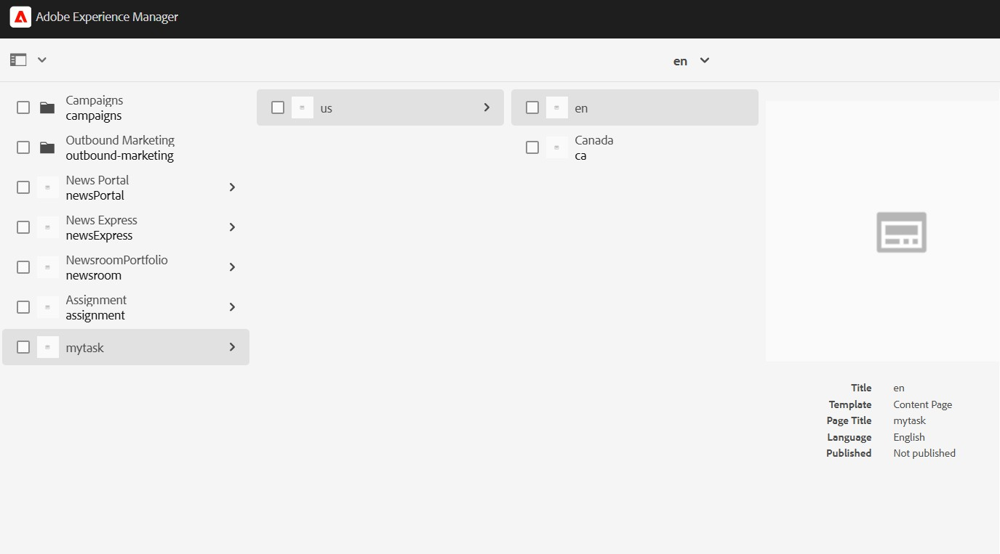 Adobe Experience Manager
en
Campaigns
campaigns
Outbound Marketing
outbound-marketing
News Portal
newsPortal
News Express
newsExpress
NewsroomPortfolio
newsroom
Assignment
assignment
mytask
us
en
Canada
ca
Title en
Template Content Page
Page Title mytask
Language English
Published Not published